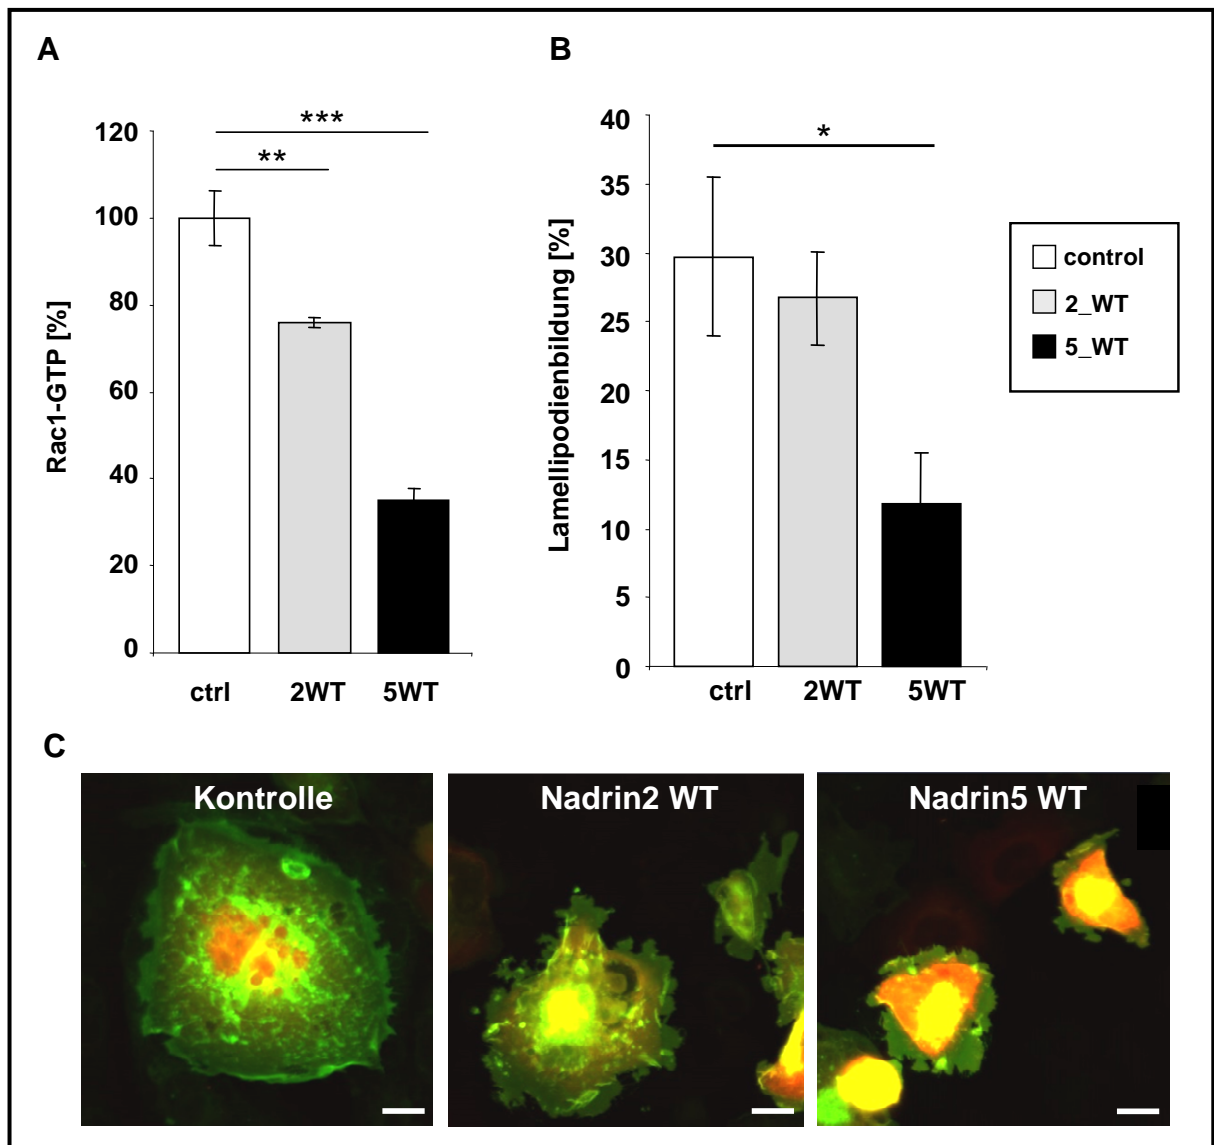 A
B
***
**
120
100
80
60
40
20
0
Rac1-GTP [%]
ctrl 2WT 5WT
*
40
35
30
25
20
15
10
5
0
Lamellipodienbildung [%]
ctrl 2WT 5WT
control
2_WT
5_WT
C
Kontrolle
Nadrin2 WT
Nadrin5 WT